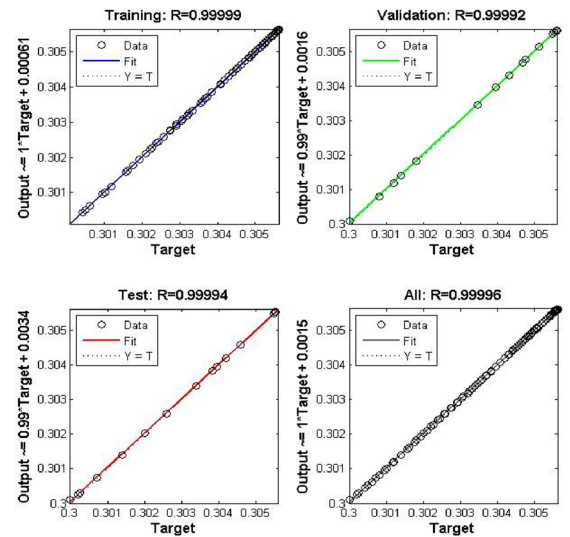 Training: R=0.99999
Output ~= 1*Target + 0.00061
0.305
0.304
0.303
0.302
0.301
Data
Fit
Y = T
0.301 0.302 0.303 0.304 0.305
Target
Validation: R=0.99992
Output ~= 0.99*Target + 0.0016
0.305
0.304
0.303
0.302
0.301
0.3
Data
Fit
Y = T
0.3 0.301 0.302 0.303 0.304 0.305
Target
Test: R=0.99994
Output ~= 0.99*Target + 0.0034
0.305
0.304
0.303
0.302
0.301
0.3
Data
Fit
Y = T
0.3 0.301 0.302 0.303 0.304 0.305
Target
All: R=0.99996
Output ~= 1*Target + 0.0015
0.305
0.304
0.303
0.302
0.301
0.3
Data
Fit
Y = T
0.3 0.301 0.302 0.303 0.304 0.305
Target